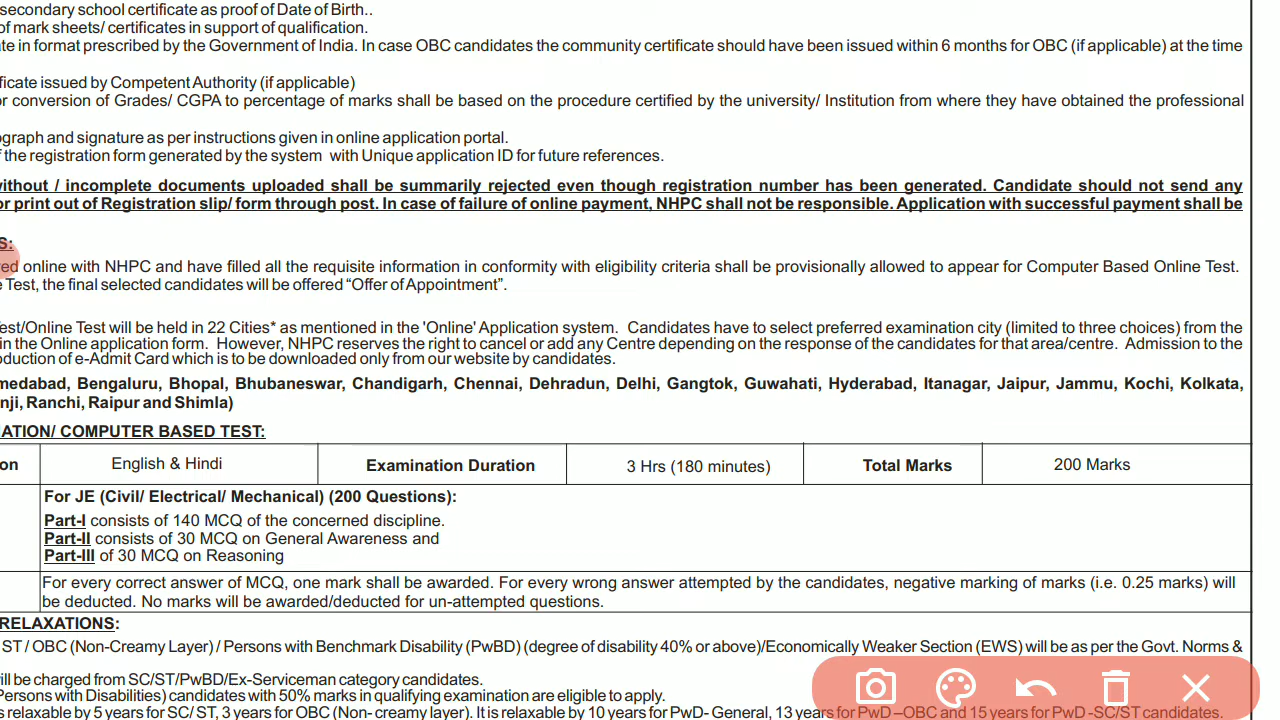 secondary school certificate as proof of Date of Birth..
of mark sheets/ certificates in support of qualification.
in format prescribed by the Government of India. In case OBC candidates the community certificate should have been issued within 6 months for OBC (if applicable) at the time
issued by Competent Authority (if applicable)
conversion of Grades/ CGPA to percentage of marks shall be based on the procedure certified by the university/ Institution from where they have obtained the professional
and signature as per instructions given in online application portal.
the registration form generated by the system with Unique application ID for future references.
without / incomplete documents uploaded shall be summarily rejected even though registration number has been generated. Candidate should not send any
or print out of Registration slip/ form through post. In case of failure of online payment, NHPC shall not be responsible. Application with successful payment shall be
S:
online with NHPC and have filled all the requisite information in conformity with eligibility criteria shall be provisionally allowed to appear for Computer Based Online Test.
Test, the final selected candidates will be offered “Offer of Appointment”.
Test/Online Test will be held in 22 Cities* as mentioned in the 'Online' Application system. Candidates have to select preferred examination city (limited to three choices) from the
in the Online application form. However, NHPC reserves the right to cancel or add any Centre depending on the response of the candidates for that area/centre. Admission to the
oduction of e-Admit Card which is to be downloaded only from our website by candidates.
medabad, Bengaluru, Bhopal, Bhubaneswar, Chandigarh, Chennai, Dehradun, Delhi, Gangtok, Guwahati, Hyderabad, Itanagar, Jaipur, Jammu, Kochi, Kolkata,
nji, Ranchi, Raipur and Shimla)
ATION/ COMPUTER BASED TEST:
on English & Hindi Examination Duration 3 Hrs (180 minutes) Total Marks 200 Marks
For JE (Civil/ Electrical/ Mechanical) (200 Questions):
Part-I consists of 140 MCQ of the concerned discipline.
Part-II consists of 30 MCQ on General Awareness and
Part-III of 30 MCQ on Reasoning
For every correct answer of MCQ, one mark shall be awarded. For every wrong answer attempted by the candidates, negative marking of marks (i.e. 0.25 marks) will
be deducted. No marks will be awarded/deducted for un-attempted questions.
RELAXATIONS:
ST / OBC (Non-Creamy Layer) / Persons with Benchmark Disability (PwBD) (degree of disability 40% or above)/Economically Weaker Section (EWS) will be as per the Govt. Norms &
be charged from SC/ST/PwBD/Ex-Serviceman category candidates.
Persons with Disabilities) candidates with 50% marks in qualifying examination are eligible to apply.
relaxable by 5 years for SC/ ST, 3 years for OBC (Non- creamy layer). It is relaxable by 10 years for PwD- General, 13 years for PwD –OBC and 15 years for PwD -SC/ST candidates.